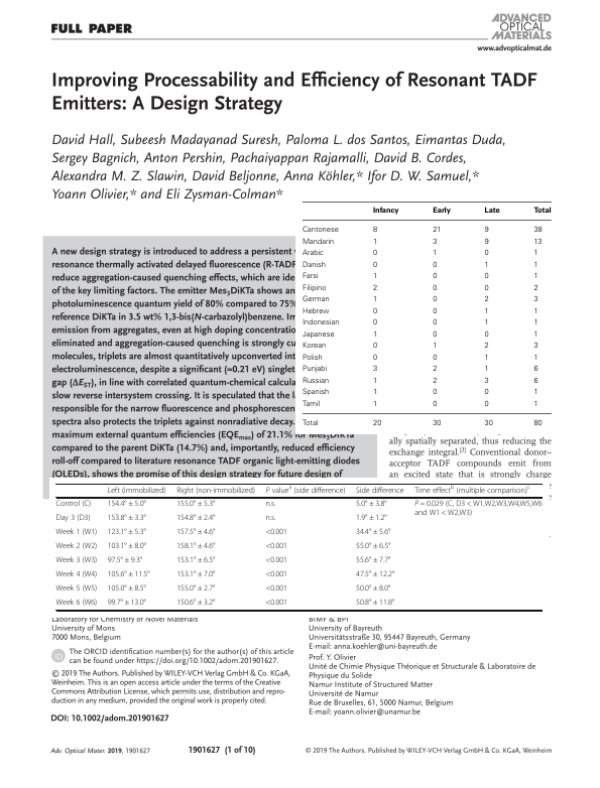 FULL PAPER
ADVANCED
OPTICAL
MATERIALS
www.advopticalmat.de
Improving Processability and Efficiency of Resonant TADF
Emitters: A Design Strategy
David Hall, Subeesh Madayanad Suresh, Paloma L. dos Santos, Eimantas Duda,
Sergey Bagnich, Anton Pershin, Pachaiyappan Rajamalli, David B. Cordes,
Alexandra M. Z. Slawin, David Beljonne, Anna Köhler,* Ifor D. W. Samuel,*
Yoann Olivier,* and Eli Zysman-Colman*
A new design strategy is introduced to address a persistent
resonance thermally activated delayed fluorescence (R-TADF
reduce aggregation-caused quenching effects, which are ide
of the key limiting factors. The emitter Mes3DiKTa shows an
photoluminescence quantum yield of 80% compared to 75%
reference DiKTa in 3.5 wt% 1,3-bis(N-carbazolyl)benzene. Im
emission from aggregates, even at high doping concentratio
eliminated and aggregation-caused quenching is strongly cu
molecules, triplets are almost quantitatively upconverted int
electroluminescence, despite a significant (≈0.21 eV) singlet
gap (ΔEST), in line with correlated quantum-chemical calcula
slow reverse intersystem crossing. It is speculated that the l
responsible for the narrow fluorescence and phosphorescen
spectra also protects the triplets against nonradiative decay.
maximum external quantum efficiencies (EQEmax) of 21.1% for Mes3DiKTa
compared to the parent DiKTa (14.7%) and, importantly, reduced efficiency
roll-off compared to literature resonance TADF organic light-emitting diodes
(OLEDs), shows the promise of this design strategy for future design of
Infancy Early Late Total
Cantonese 8 21 9 38
Mandarin 1 3 9 13
Arabic 0 1 0 1
Danish 0 0 1 1
Farsi 1 0 0 1
Filipino 2 0 0 2
German 1 0 2 3
Hebrew 0 0 1 1
Indonesian 0 0 1 1
Japanese 1 0 0 1
Korean 0 1 2 3
Polish 0 0 1 1
Punjabi 3 2 1 6
Russian 1 2 3 6
Spanish 1 0 0 1
Tamil 1 0 0 1
Total 20 30 30 80
ally spatially separated, thus reducing the
exchange integral.[2] Conventional donor–
acceptor TADF compounds emit from
an excited state that is strongly charge
Left (immobilized) Right (non-immobilized) P valueᵃ (side difference) Side difference Time effectᵇ (multiple comparison)ᶜ
Control (C) 154.4° ± 5.0° 155.0° ± 5.3° n.s. 5.0° ± 3.8° P = 0.029 (C, D3 < W1,W2,W3,W4,W5,W6
and W1 < W2,W3)
Day 3 (D3) 153.8° ± 3.3° 154.8° ± 2.4° n.s. 1.9° ± 1.2°
Week 1 (W1) 123.1° ± 5.3° 157.5° ± 4.6° <0.001 34.4° ± 5.6°
Week 2 (W2) 103.1° ± 8.0° 158.1° ± 4.6° <0.001 55.0° ± 6.5°
Week 3 (W3) 97.5° ± 9.3° 153.1° ± 6.5° <0.001 55.6° ± 7.7°
Week 4 (W4) 105.6° ± 11.5° 153.1° ± 7.0° <0.001 47.5° ± 12.2°
Week 5 (W5) 105.0° ± 8.5° 155.0° ± 2.7° <0.001 50.0° ± 8.0°
Week 6 (W6) 99.7° ± 13.0° 150.6° ± 3.2° <0.001 50.8° ± 11.8°
Laboratory for Chemistry of Novel Materials
University of Mons
7000 Mons, Belgium
The ORCID identification number(s) for the author(s) of this article
can be found under https://doi.org/10.1002/adom.201901627.
© 2019 The Authors. Published by WILEY-VCH Verlag GmbH & Co. KGaA,
Weinheim. This is an open access article under the terms of the Creative
Commons Attribution License, which permits use, distribution and repro-
duction in any medium, provided the original work is properly cited.
DOI: 10.1002/adom.201901627
BIMF & BPI
University of Bayreuth
Universitätsstraße 30, 95447 Bayreuth, Germany
E-mail: anna.koehler@uni-bayreuth.de
Prof. Y. Olivier
Unité de Chimie Physique Théorique et Structurale & Laboratoire de
Physique du Solide
Namur Institute of Structured Matter
Université de Namur
Rue de Bruxelles, 61, 5000 Namur, Belgium
E-mail: yoann.olivier@unamur.be
Adv. Optical Mater. 2019, 1901627
1901627 (1 of 10)
© 2019 The Authors. Published by WILEY-VCH Verlag GmbH & Co. KGaA, Weinheim